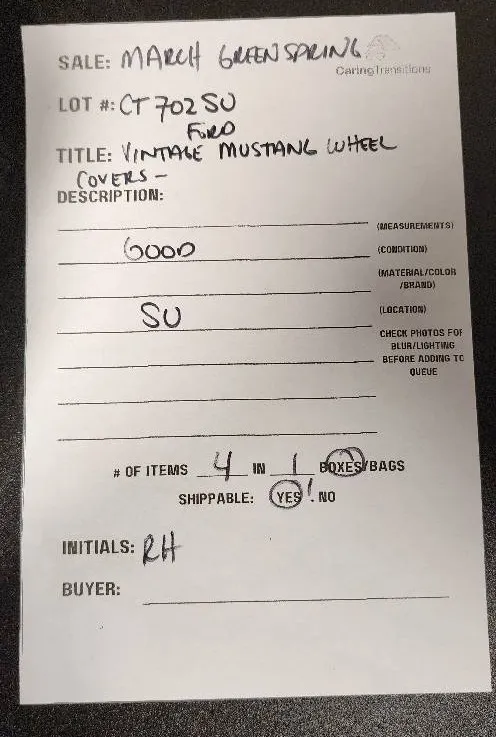 SALE: MARCH GREENSPRING
CaringTransitions
LOT #: CT 702 SU
FORD
TITLE: VINTAGE MUSTANG WHEEL
COVERS -
DESCRIPTION:
(MEASUREMENTS)
GOOD (CONDITION)
(MATERIAL/COLOR
/BRAND)
SU (LOCATION)
CHECK PHOTOS FOR
BLUR/LIGHTING
BEFORE ADDING TO
QUEUE
# OF ITEMS 4 IN 1 BOXES/BAGS
SHIPPABLE: YES! NO
INITIALS: RH
BUYER: